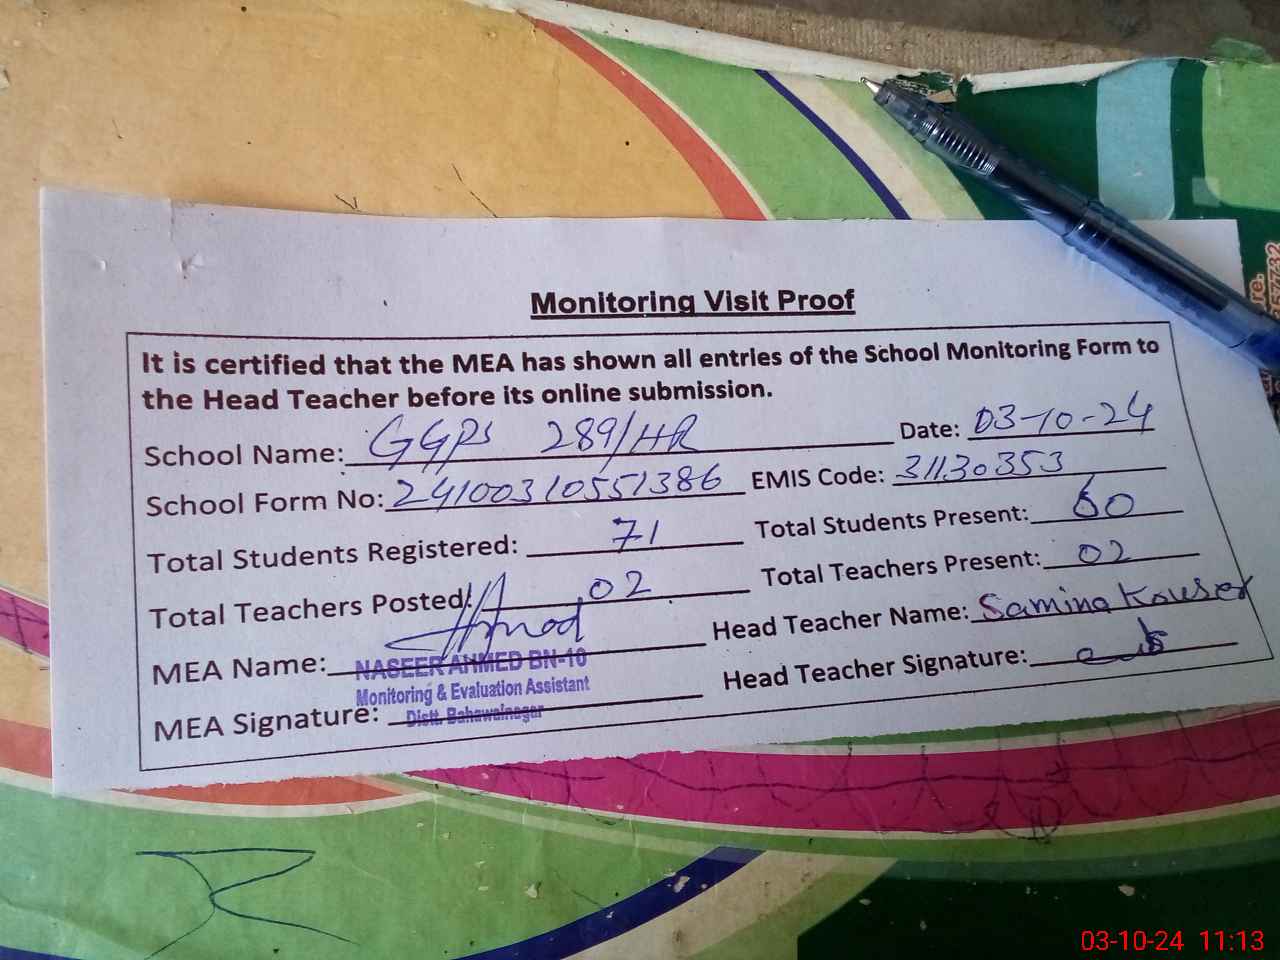 Monitoring Visit Proof
It is certified that the MEA has shown all entries of the School Monitoring Form to
the Head Teacher before its online submission.
School Name: GGPS 289/HR Date: 03-10-24
School Form No: 24100310551386 EMIS Code: 31130353
Total Students Registered: 71 Total Students Present: 60
Total Teachers Posted: 02 Total Teachers Present: 02
MEA Name: Head Teacher Name: Samina Kouser
NASEER AHMED BN-10
Monitoring & Evaluation Assistant
Distt. Bahawalnagar
MEA Signature: Head Teacher Signature:
re.
57732
03-10-24 11:13